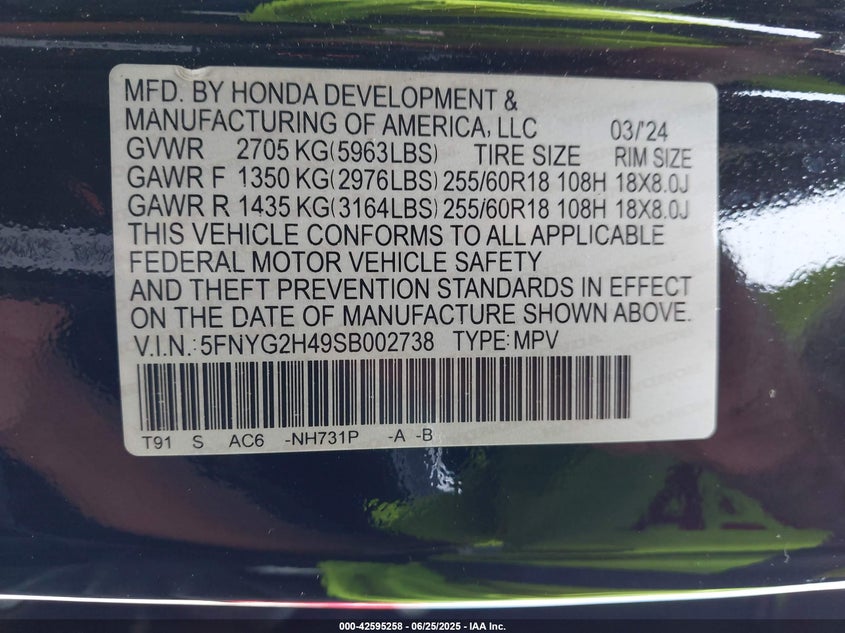 MFD. BY HONDA DEVELOPMENT &
MANUFACTURING OF AMERICA, LLC 03/'24
GVWR 2705 KG(5963LBS) TIRE SIZE RIM SIZE
GAWR F 1350 KG(2976LBS) 255/60R18 108H 18X8.0J
GAWR R 1435 KG(3164LBS) 255/60R18 108H 18X8.0J
THIS VEHICLE CONFORMS TO ALL APPLICABLE
FEDERAL MOTOR VEHICLE SAFETY
AND THEFT PREVENTION STANDARDS IN EFFECT
ON THE DATE OF MANUFACTURE SHOWN ABOVE.
V.I.N.: 5FNYG2H49SB002738 TYPE: MPV
T91 S AC6 -NH731P -A -B
000-42595258 - 06/25/2025 - IAA Inc.